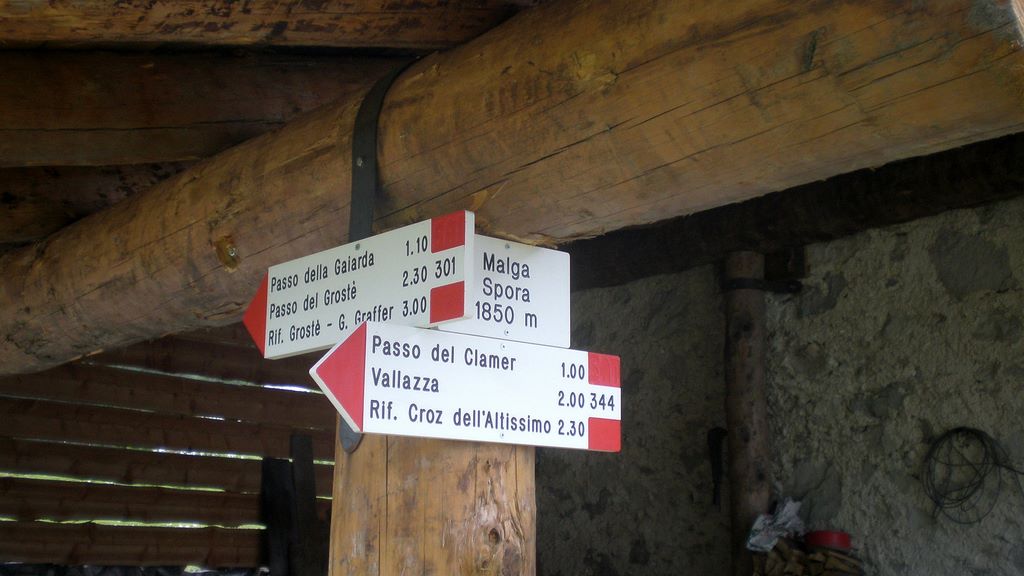 Passo della Gaiarda 1.10
Passo del Grostè 2.30 301
Rif. Grostè - G. Graffer 3.00
Malga
Spora
1850 m
Passo del Clamer 1.00
Vallazza 2.00 344
Rif. Croz dell'Altissimo 2.30